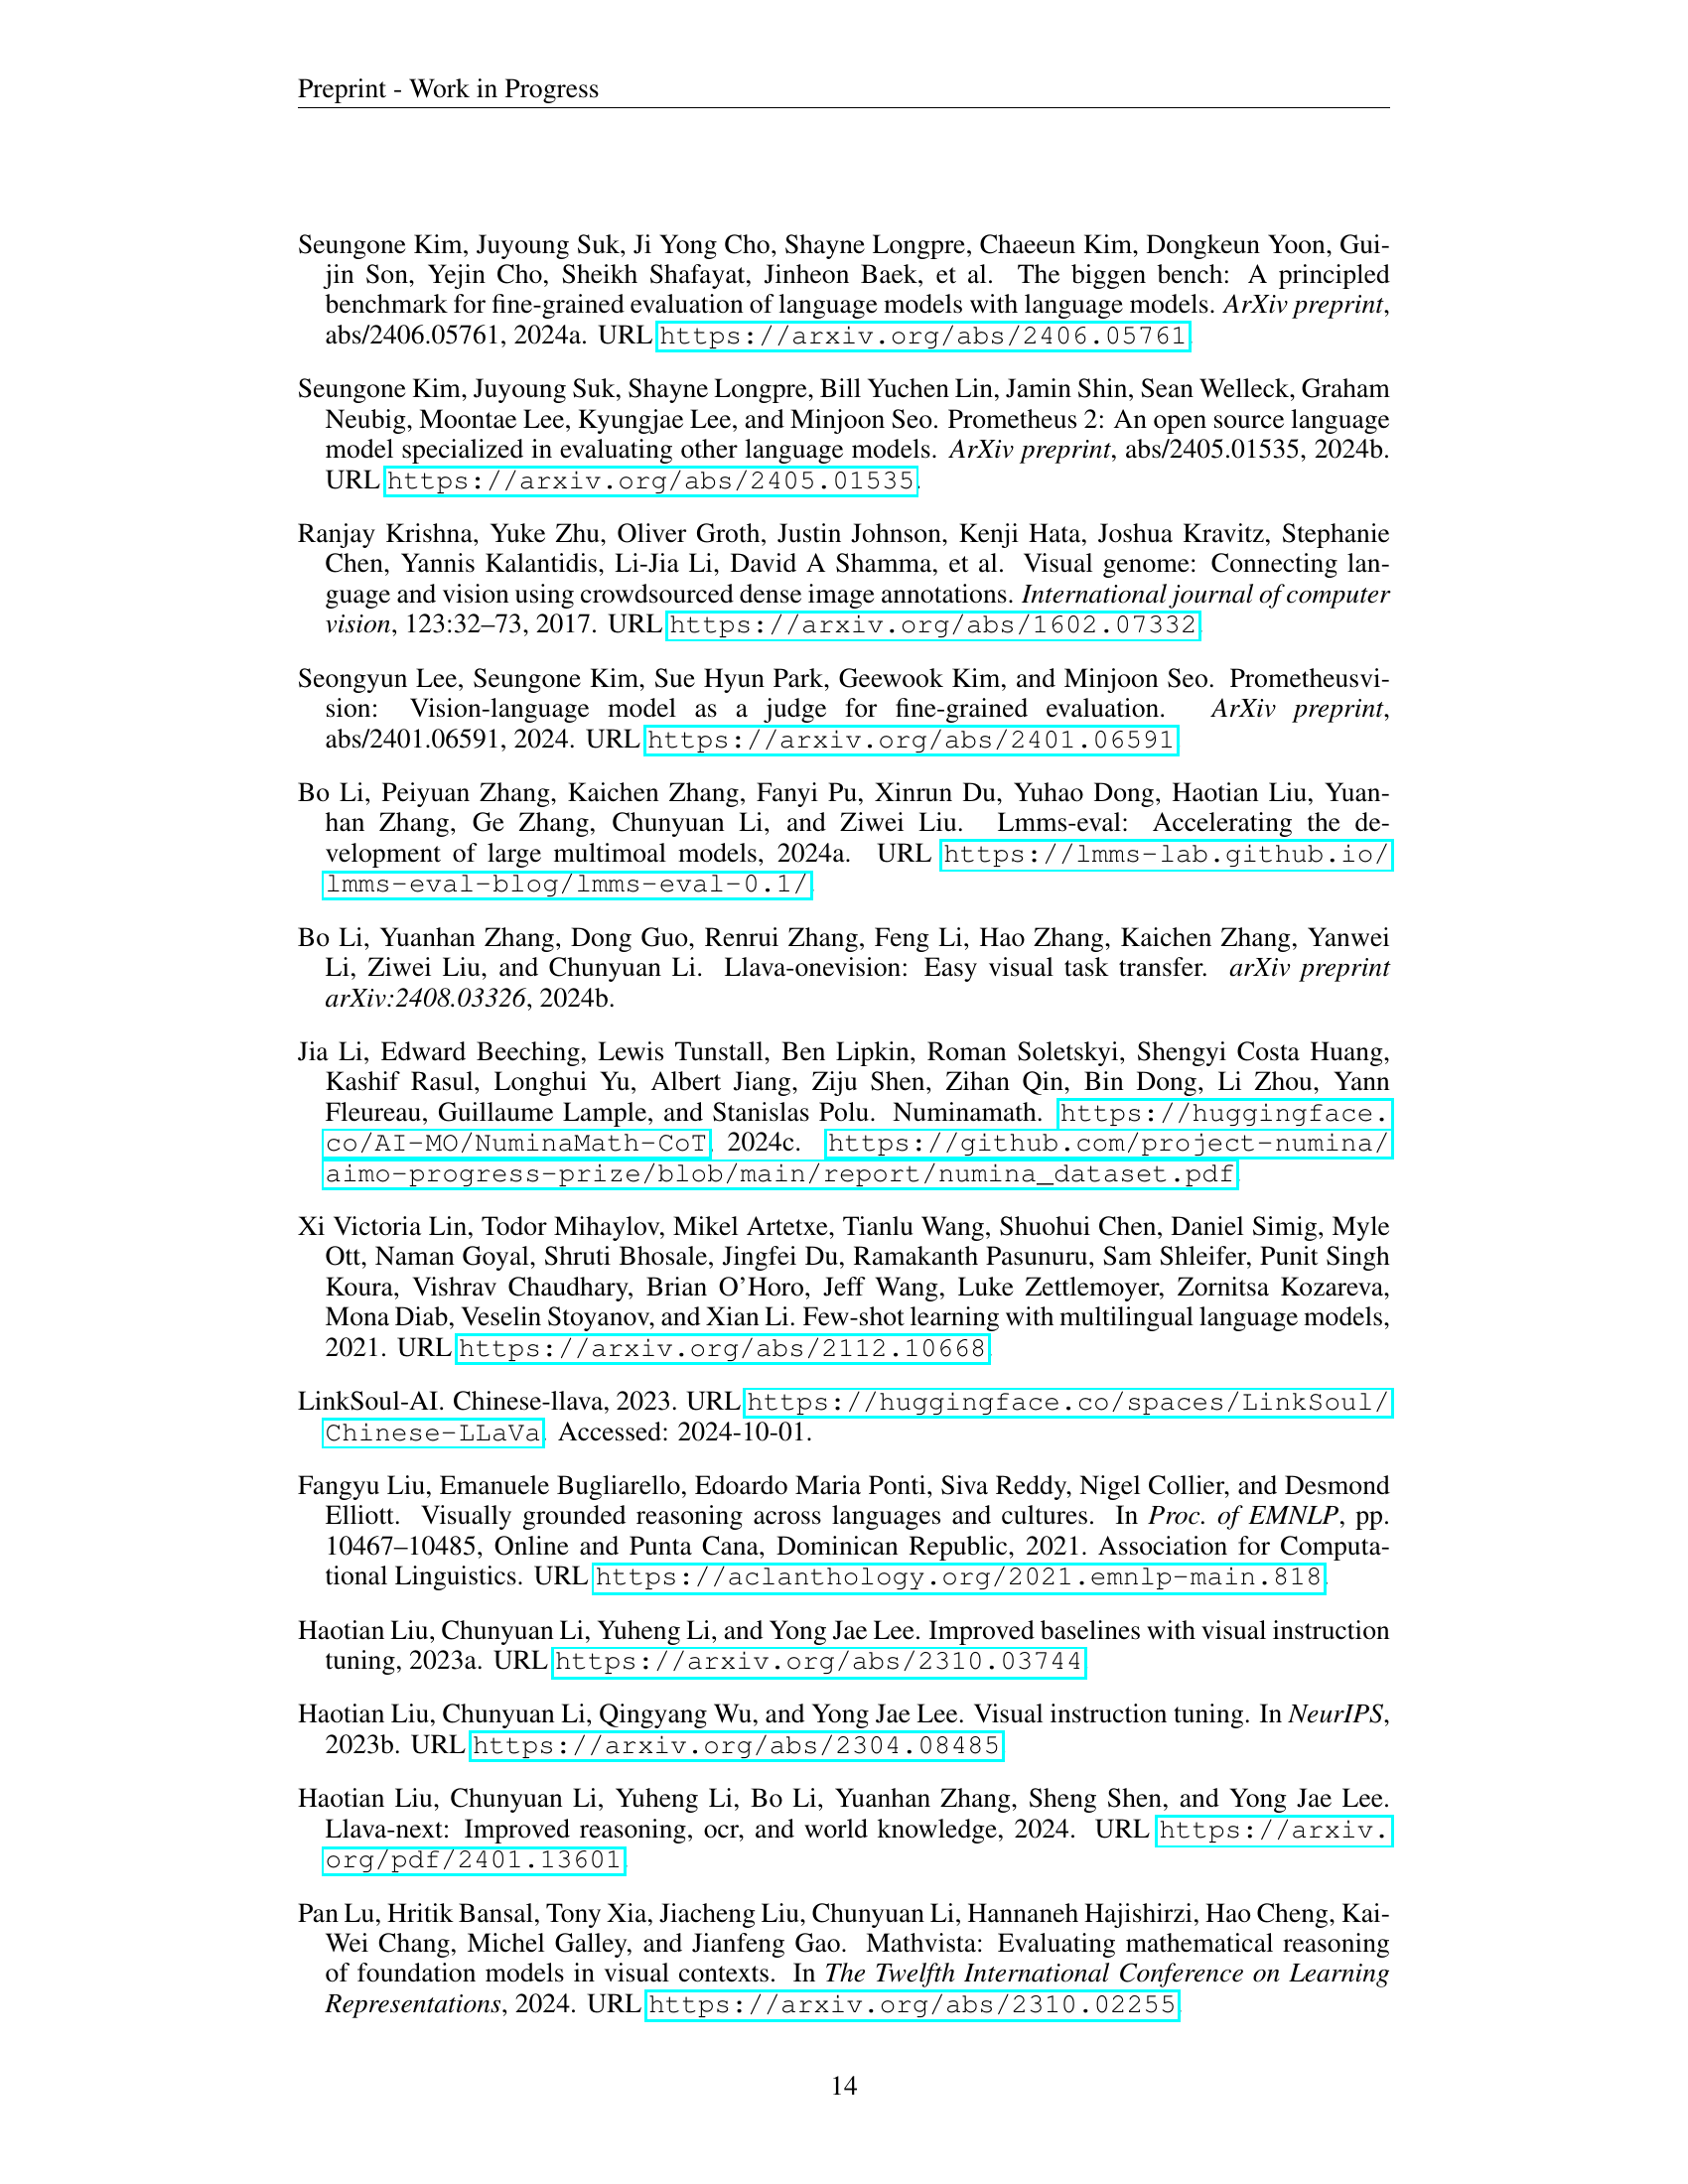 Preprint - Work in Progress
Seungone Kim, Juyoung Suk, Ji Yong Cho, Shayne Longpre, Chaeeun Kim, Dongkeun Yoon, Gui-
jin Son, Yejin Cho, Sheikh Shafayat, Jinheon Baek, et al. The biggen bench: A principled
benchmark for fine-grained evaluation of language models with language models. ArXiv preprint,
abs/2406.05761, 2024a. URL https://arxiv.org/abs/2406.05761.
Seungone Kim, Juyoung Suk, Shayne Longpre, Bill Yuchen Lin, Jamin Shin, Sean Welleck, Graham
Neubig, Moontae Lee, Kyungjae Lee, and Minjoon Seo. Prometheus 2: An open source language
model specialized in evaluating other language models. ArXiv preprint, abs/2405.01535, 2024b.
URL https://arxiv.org/abs/2405.01535.
Ranjay Krishna, Yuke Zhu, Oliver Groth, Justin Johnson, Kenji Hata, Joshua Kravitz, Stephanie
Chen, Yannis Kalantidis, Li-Jia Li, David A Shamma, et al. Visual genome: Connecting lan-
guage and vision using crowdsourced dense image annotations. International journal of computer
vision, 123:32–73, 2017. URL https://arxiv.org/abs/1602.07332.
Seongyun Lee, Seungone Kim, Sue Hyun Park, Geewook Kim, and Minjoon Seo. Prometheusvi-
sion: Vision-language model as a judge for fine-grained evaluation. ArXiv preprint,
abs/2401.06591, 2024. URL https://arxiv.org/abs/2401.06591.
Bo Li, Peiyuan Zhang, Kaichen Zhang, Fanyi Pu, Xinrun Du, Yuhao Dong, Haotian Liu, Yuan-
han Zhang, Ge Zhang, Chunyuan Li, and Ziwei Liu. Lmms-eval: Accelerating the de-
velopment of large multimoal models, 2024a. URL https://lmms-lab.github.io/
lmms-eval-blog/lmms-eval-0.1/.
Bo Li, Yuanhan Zhang, Dong Guo, Renrui Zhang, Feng Li, Hao Zhang, Kaichen Zhang, Yanwei
Li, Ziwei Liu, and Chunyuan Li. Llava-onevision: Easy visual task transfer. arXiv preprint
arXiv:2408.03326, 2024b.
Jia Li, Edward Beeching, Lewis Tunstall, Ben Lipkin, Roman Soletskyi, Shengyi Costa Huang,
Kashif Rasul, Longhui Yu, Albert Jiang, Ziju Shen, Zihan Qin, Bin Dong, Li Zhou, Yann
Fleureau, Guillaume Lample, and Stanislas Polu. Numinamath. https://huggingface.
co/AI-MO/NuminaMath-CoT, 2024c. https://github.com/project-numina/
aimo-progress-prize/blob/main/report/numina_dataset.pdf.
Xi Victoria Lin, Todor Mihaylov, Mikel Artetxe, Tianlu Wang, Shuohui Chen, Daniel Simig, Myle
Ott, Naman Goyal, Shruti Bhosale, Jingfei Du, Ramakanth Pasunuru, Sam Shleifer, Punit Singh
Koura, Vishrav Chaudhary, Brian O'Horo, Jeff Wang, Luke Zettlemoyer, Zornitsa Kozareva,
Mona Diab, Veselin Stoyanov, and Xian Li. Few-shot learning with multilingual language models,
2021. URL https://arxiv.org/abs/2112.10668.
LinkSoul-AI. Chinese-llava, 2023. URL https://huggingface.co/spaces/LinkSoul/
Chinese-LLaVa. Accessed: 2024-10-01.
Fangyu Liu, Emanuele Bugliarello, Edoardo Maria Ponti, Siva Reddy, Nigel Collier, and Desmond
Elliott. Visually grounded reasoning across languages and cultures. In Proc. of EMNLP, pp.
10467–10485, Online and Punta Cana, Dominican Republic, 2021. Association for Computa-
tional Linguistics. URL https://aclanthology.org/2021.emnlp-main.818.
Haotian Liu, Chunyuan Li, Yuheng Li, and Yong Jae Lee. Improved baselines with visual instruction
tuning, 2023a. URL https://arxiv.org/abs/2310.03744.
Haotian Liu, Chunyuan Li, Qingyang Wu, and Yong Jae Lee. Visual instruction tuning. In NeurIPS,
2023b. URL https://arxiv.org/abs/2304.08485.
Haotian Liu, Chunyuan Li, Yuheng Li, Bo Li, Yuanhan Zhang, Sheng Shen, and Yong Jae Lee.
Llava-next: Improved reasoning, ocr, and world knowledge, 2024. URL https://arxiv.
org/pdf/2401.13601.
Pan Lu, Hritik Bansal, Tony Xia, Jiacheng Liu, Chunyuan Li, Hannaneh Hajishirzi, Hao Cheng, Kai-
Wei Chang, Michel Galley, and Jianfeng Gao. Mathvista: Evaluating mathematical reasoning
of foundation models in visual contexts. In The Twelfth International Conference on Learning
Representations, 2024. URL https://arxiv.org/abs/2310.02255.
14